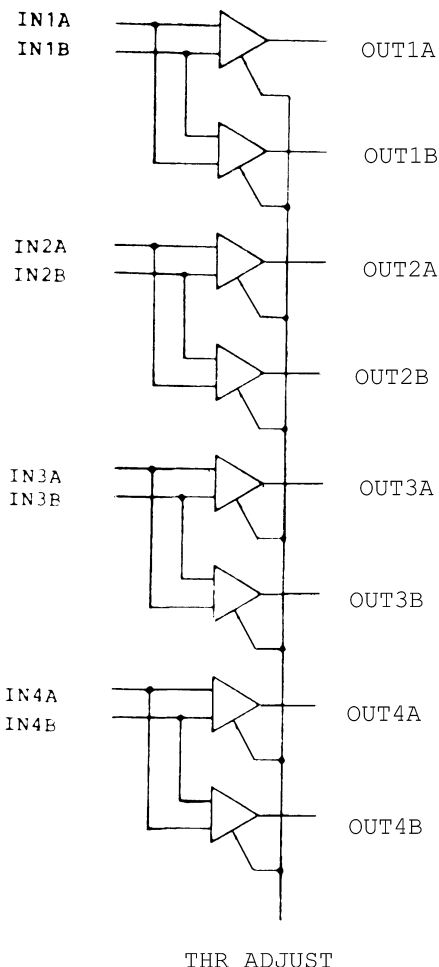 IN1A
IN1B
OUT1A
OUT1B
IN2A
IN2B
OUT2A
OUT2B
IN3A
IN3B
OUT3A
OUT3B
IN4A
IN4B
OUT4A
OUT4B
THR ADJUST